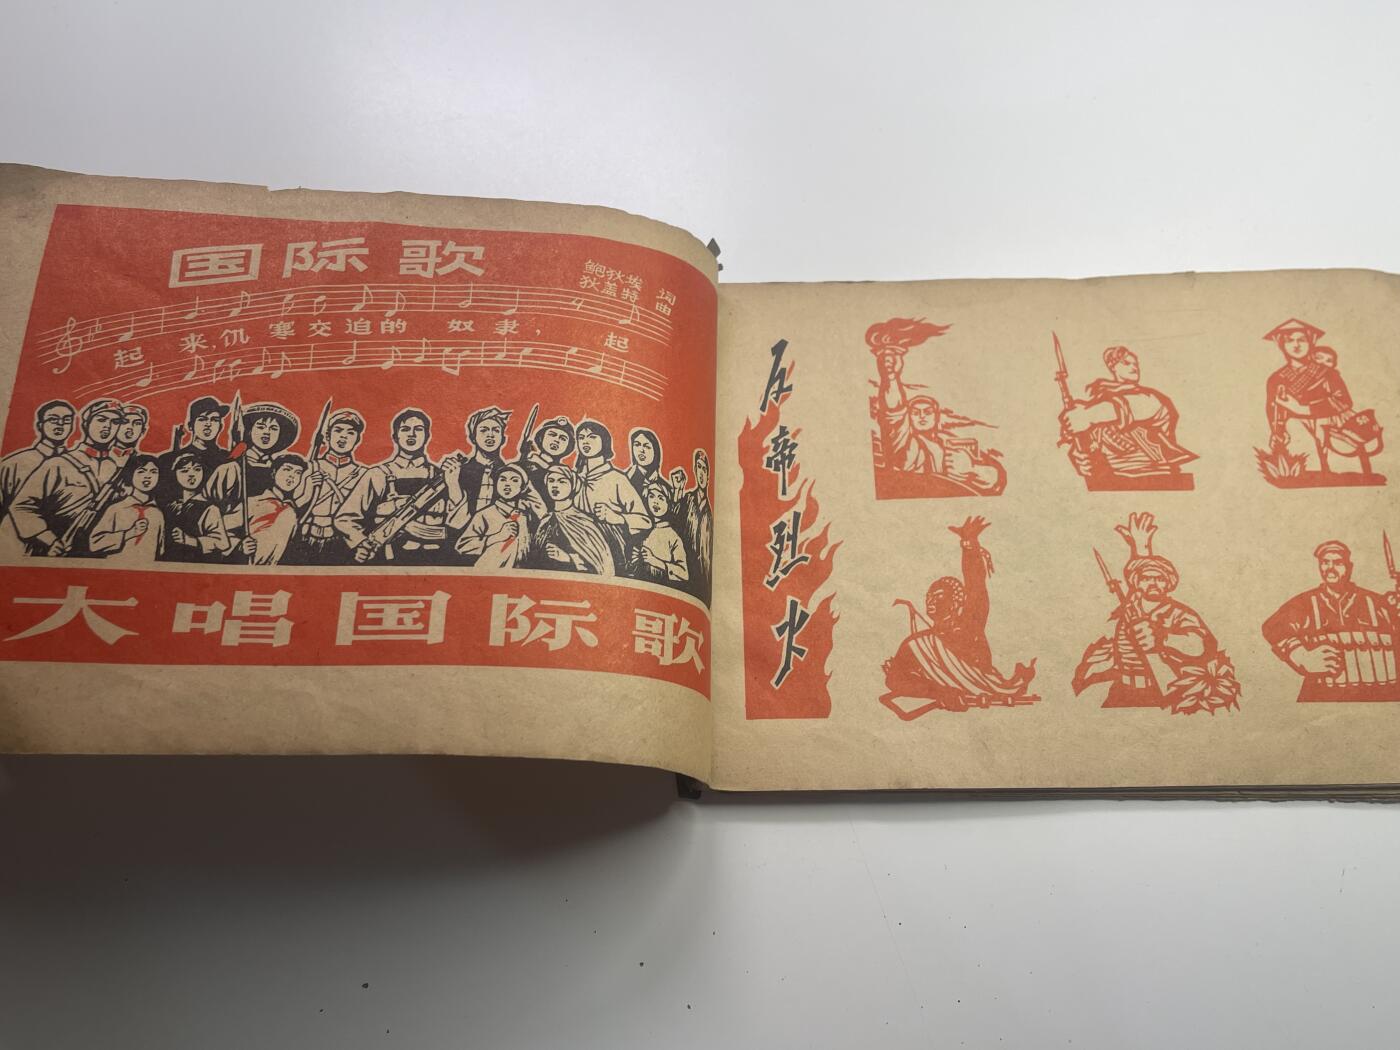 国际歌
鲍狄埃 词
狄盖特 曲
起 来,饥 寒 交 迫 的 奴 隶, 起
大唱国际歌
反帝烈火